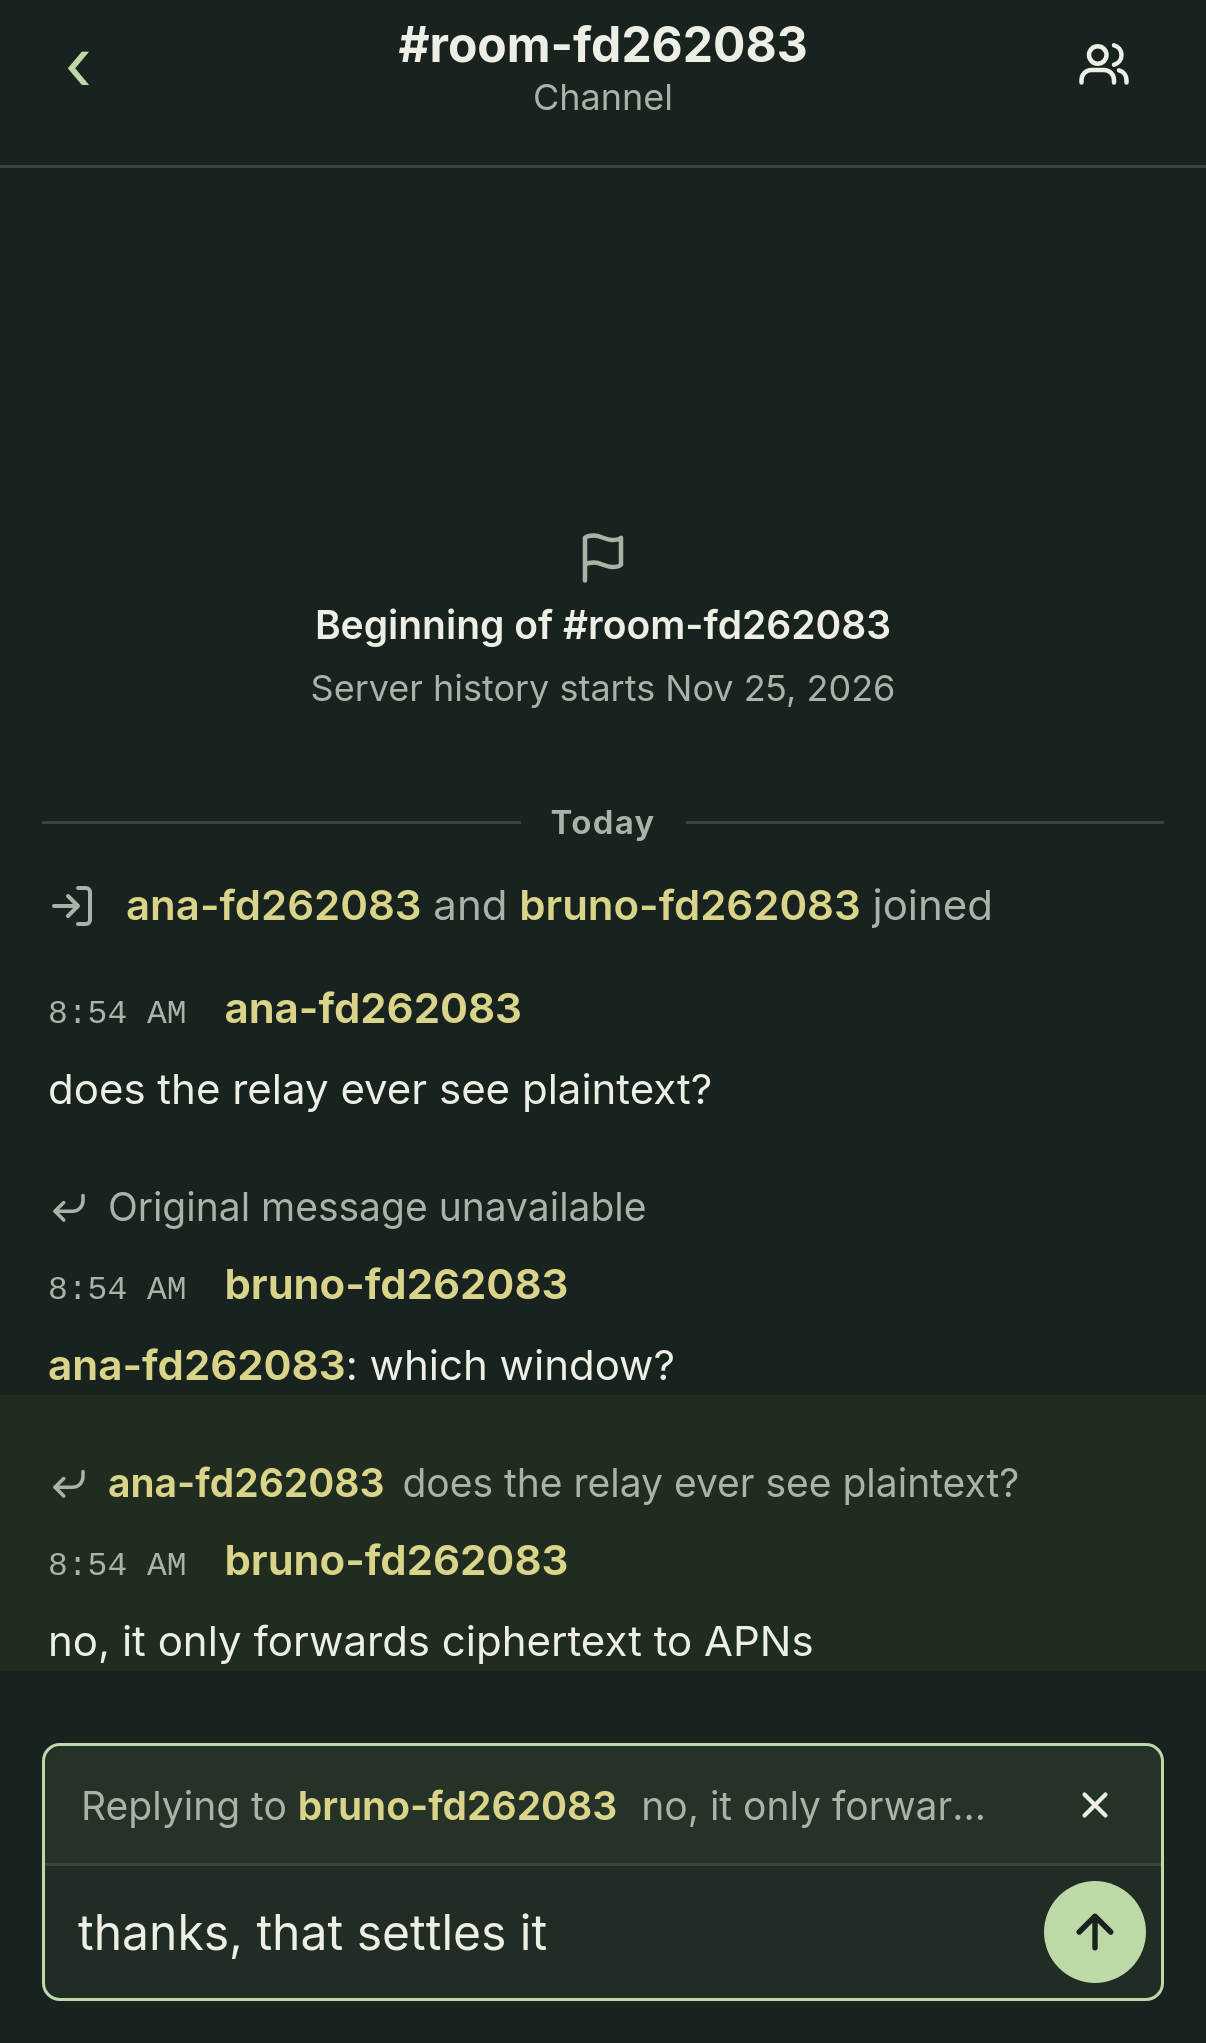 #room-fd262083
Channel
Beginning of #room-fd262083
Server history starts Nov 25, 2026
Today
ana-fd262083 and bruno-fd262083 joined
8:54 AM ana-fd262083
does the relay ever see plaintext?
Original message unavailable
8:54 AM bruno-fd262083
ana-fd262083: which window?
ana-fd262083 does the relay ever see plaintext?
8:54 AM bruno-fd262083
no, it only forwards ciphertext to APNs
Replying to bruno-fd262083 no, it only forwar...
thanks, that settles it